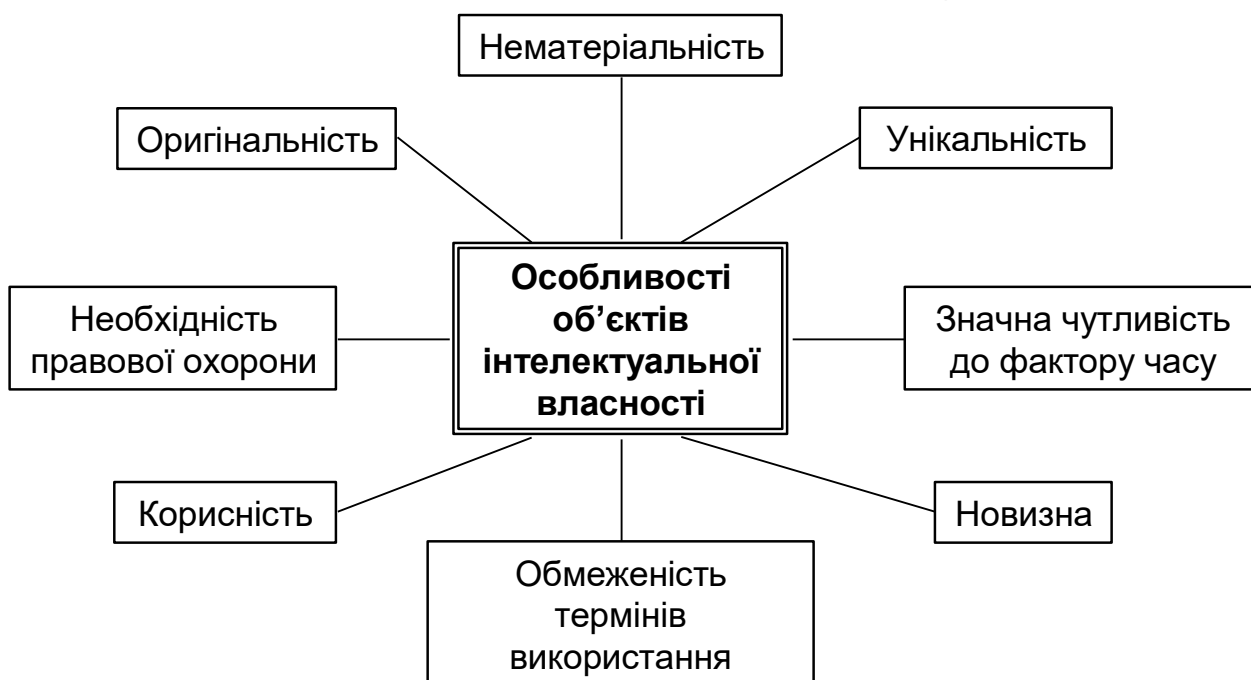 Нематеріальність
Оригінальність
Унікальність
Особливості
об’єктів
інтелектуальної
власності
Необхідність
правової охорони
Значна чутливість
до фактору часу
Корисність
Новизна
Обмеженість
термінів
використання